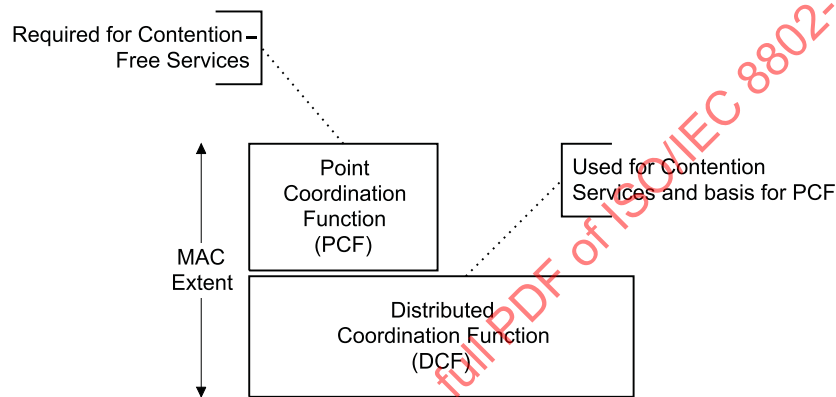 Required for Contention–
Free Services
Point
Coordination
Function
(PCF)
Used for Contention
Services and basis for PCF
MAC
Extent
Distributed
Coordination Function
(DCF)
full PDF of ISO/IEC 8802-